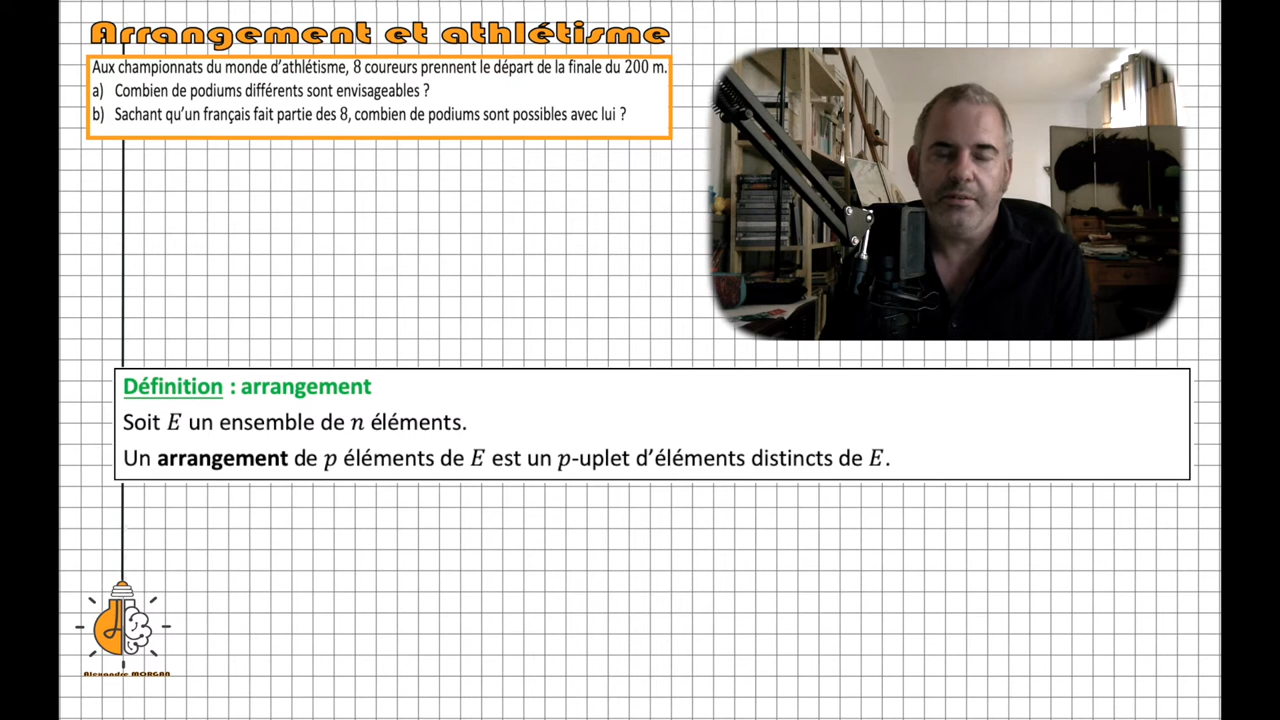 Arrangement et athlétisme
Aux championnats du monde d’athlétisme, 8 coureurs prennent le départ de la finale du 200 m.
a) Combien de podiums différents sont envisageables ?
b) Sachant qu’un français fait partie des 8, combien de podiums sont possibles avec lui ?
Définition : arrangement
Soit E un ensemble de n éléments.
Un arrangement de p éléments de E est un p-uplet d’éléments distincts de E.
Alexandre MORGAN